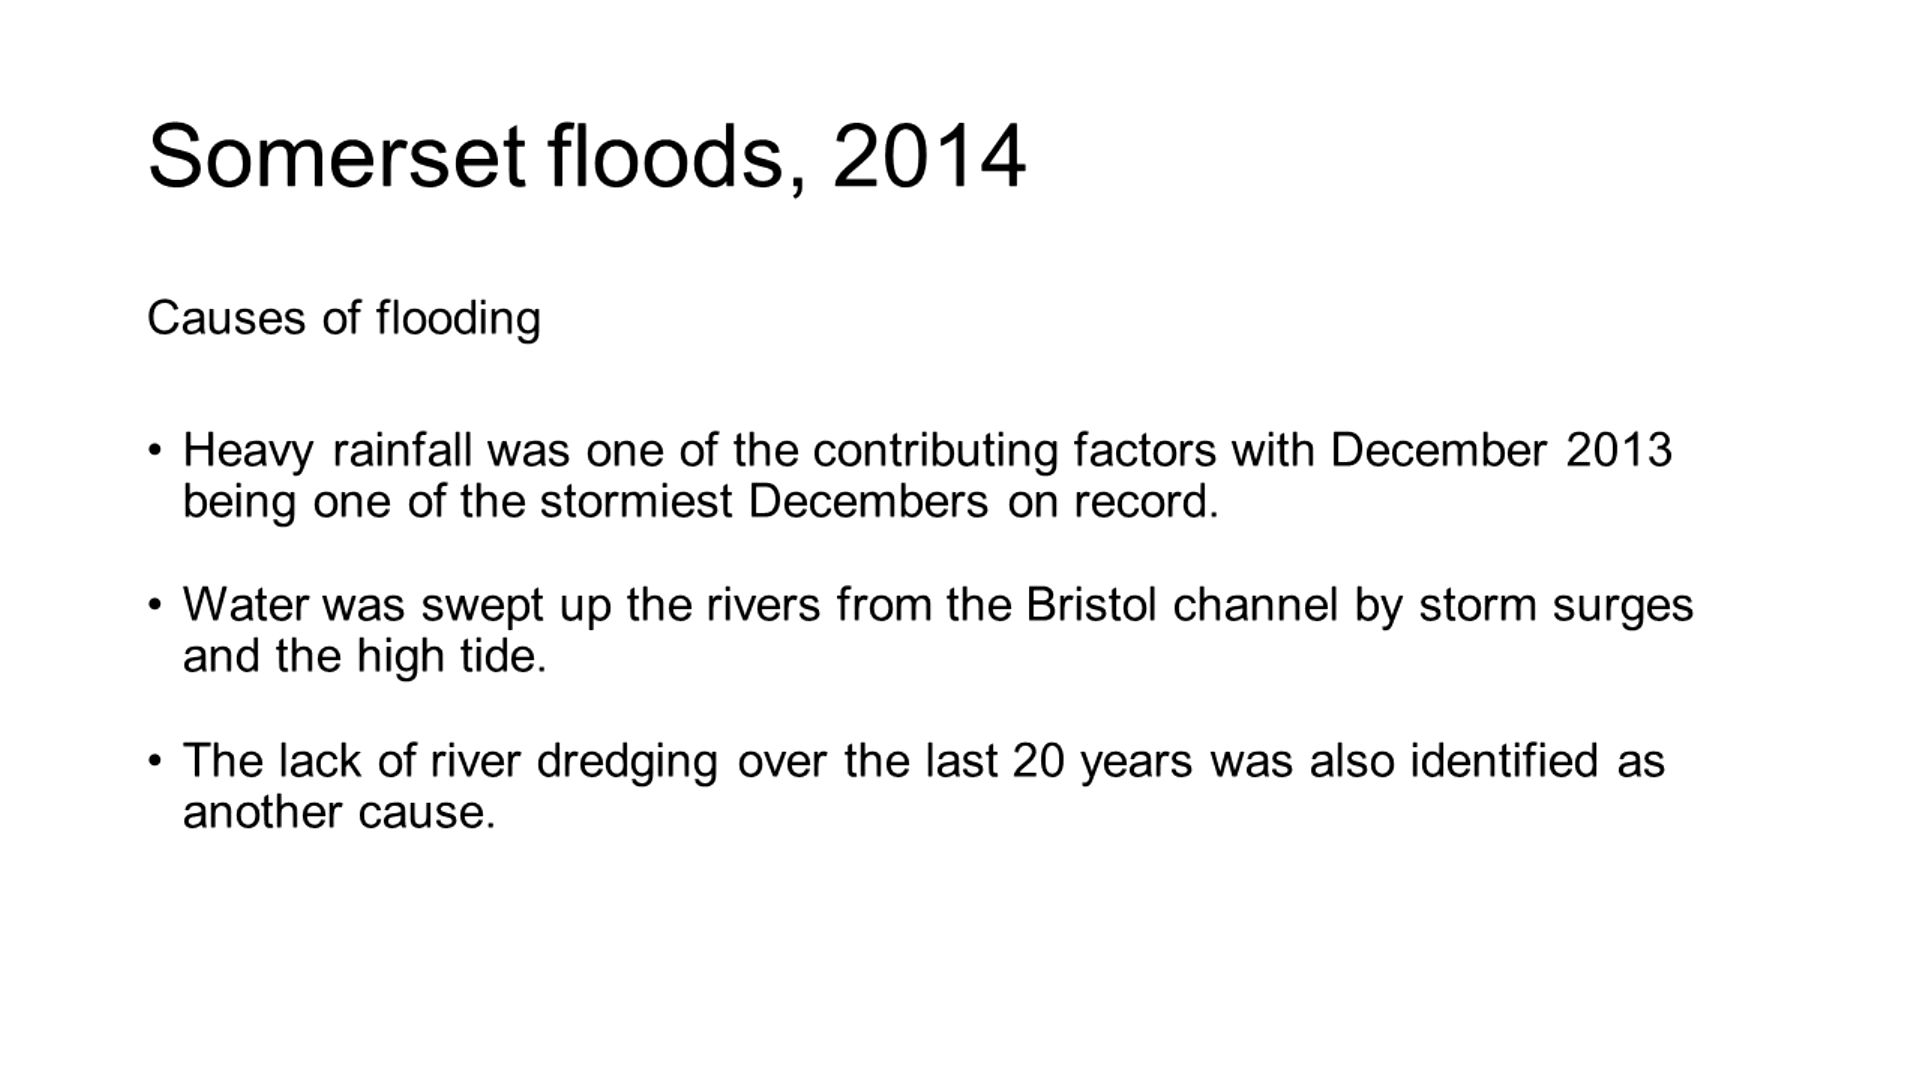 Somerset floods, 2014
Causes of flooding
• Heavy rainfall was one of the contributing factors with December 2013
being one of the stormiest Decembers on record.
• Water was swept up the rivers from the Bristol channel by storm surges
and the high tide.
• The lack of river dredging over the last 20 years was also identified as
another cause.